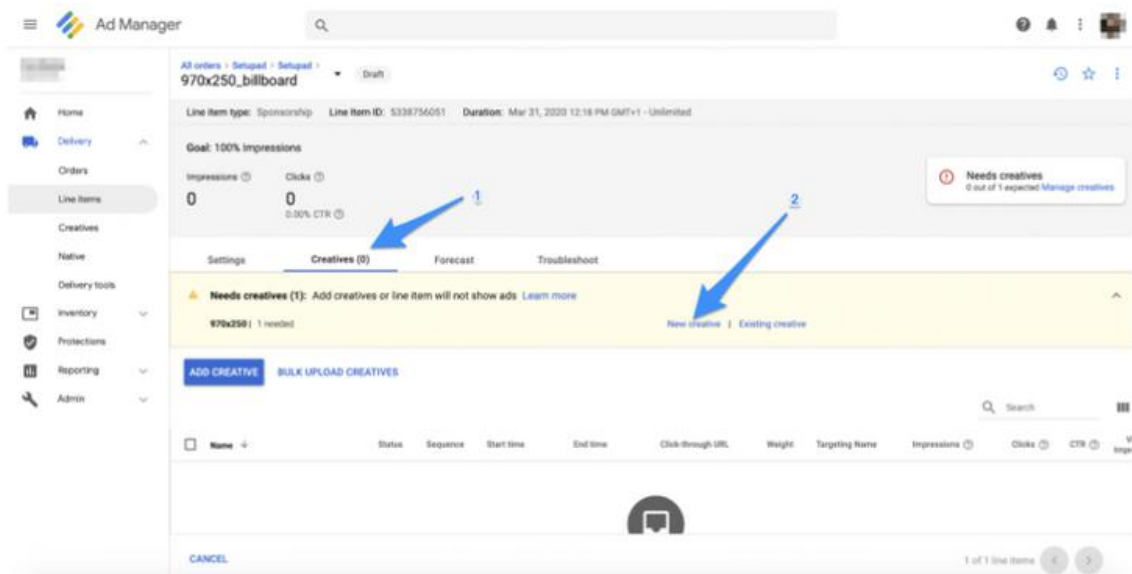 Ad Manager
All orders > Setupad > Setupad >
970x250_billboard
Draft
Line item type: Sponsorship Line Item ID: 5338756051 Duration: Mar 31, 2020 12:18 PM GMT+1 - Unlimited
Home
Delivery
Orders
Line items
Creatives
Native
Delivery tools
Inventory
Protections
Reporting
Admin
Goal: 100% Impressions
Impressions Clicks
0 0
0.00% CTR
1
2
Needs creatives
0 out of 1 expected Manage creatives
Settings Creatives (0) Forecast Troubleshoot
Needs creatives (1): Add creatives or line item will not show ads Learn more
970x250 | 1 needed New creative | Existing creative
ADD CREATIVE BULK UPLOAD CREATIVES
Search
Name Status Sequence Start time End time Click-through URL Weight Targeting Name Impressions Clicks CTR
CANCEL 1 of 1 line items